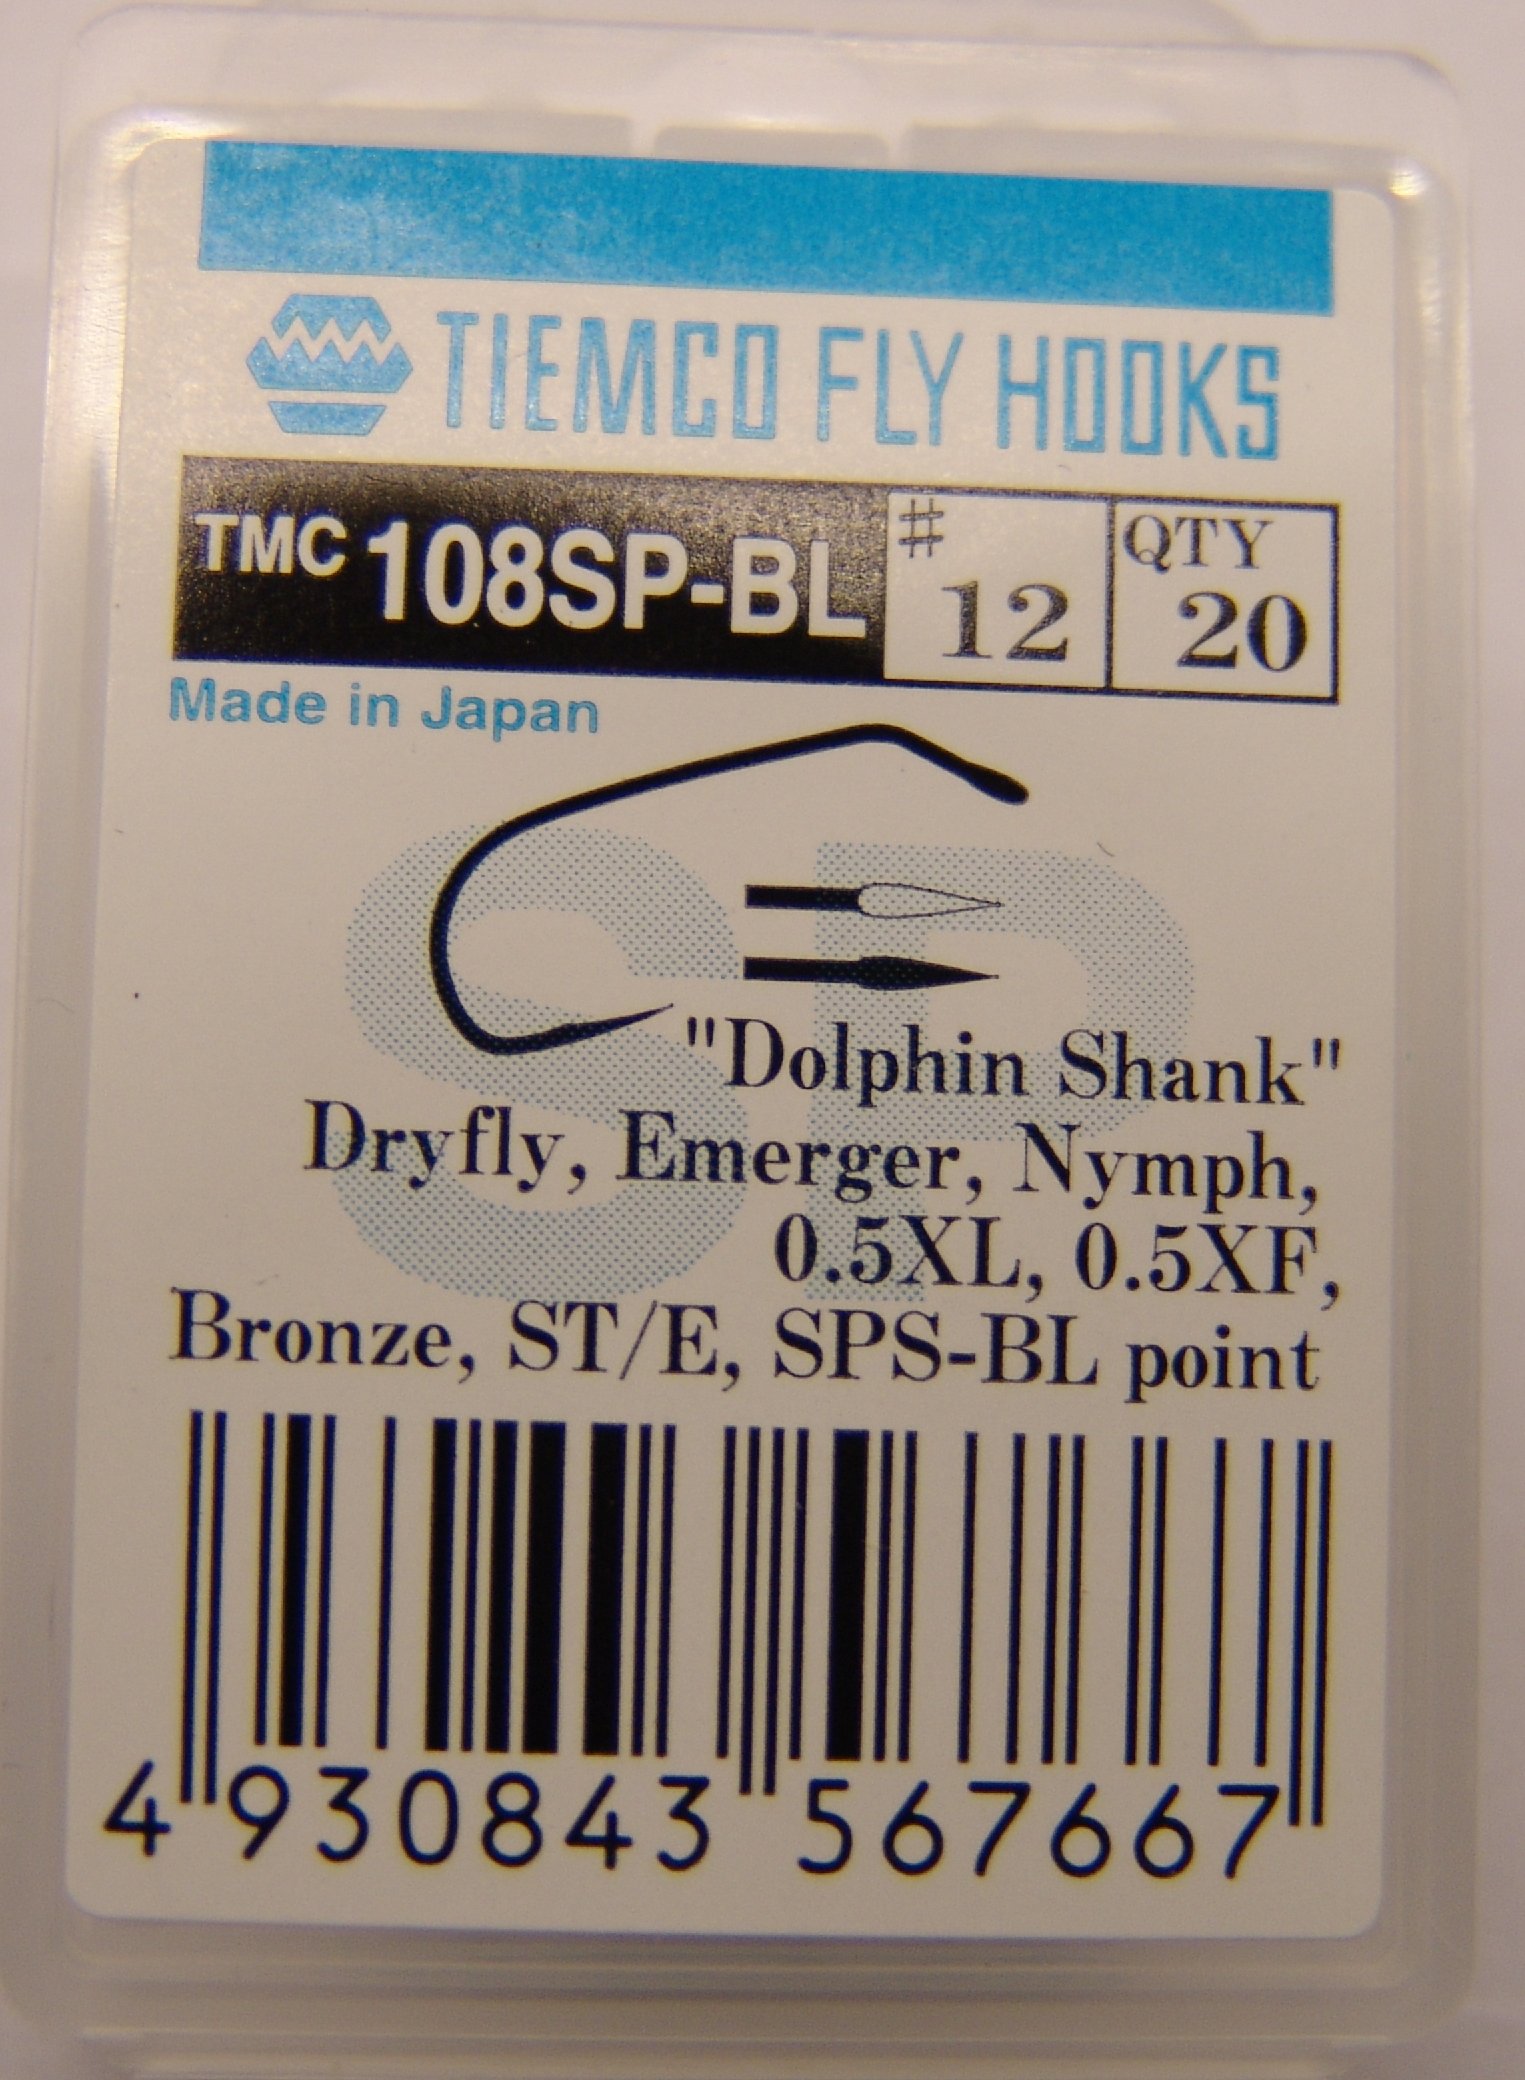 TIEMCO FLY HOOKS
TMC 108SP-BL # 12 QTY 20
Made in Japan
SP
"Dolphin Shank"
Dryfly, Emerger, Nymph,
0.5XL, 0.5XF,
Bronze, ST/E, SPS-BL point
4 930843 567667